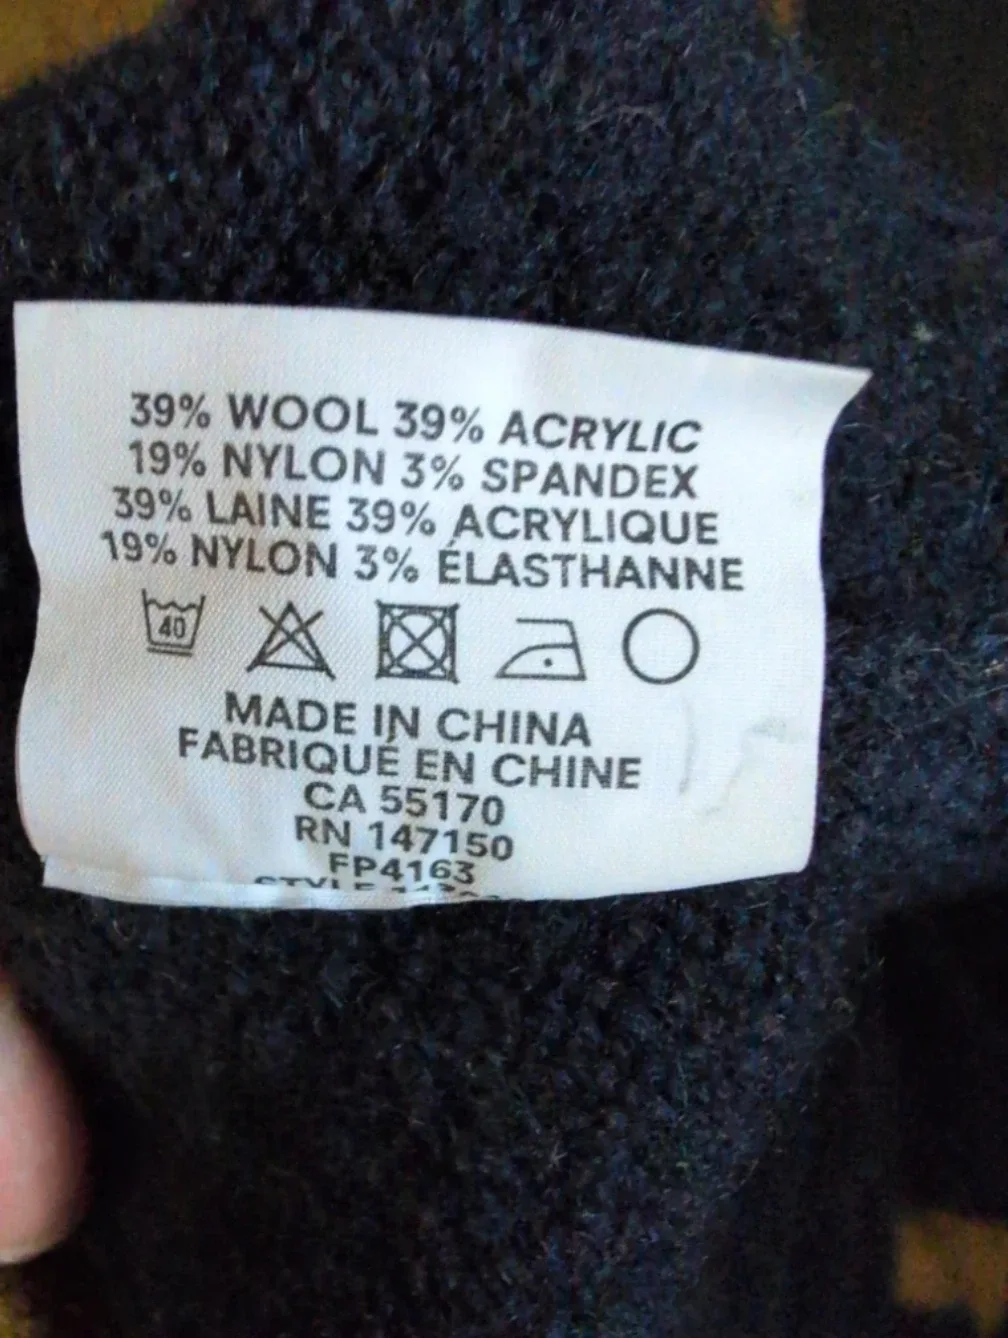 39% WOOL 39% ACRYLIC
19% NYLON 3% SPANDEX
39% LAINE 39% ACRYLIQUE
19% NYLON 3% ÉLASTHANNE
40
MADE IN CHINA
FABRIQUÉ EN CHINE
CA 55170
RN 147150
FP4163
STYLE